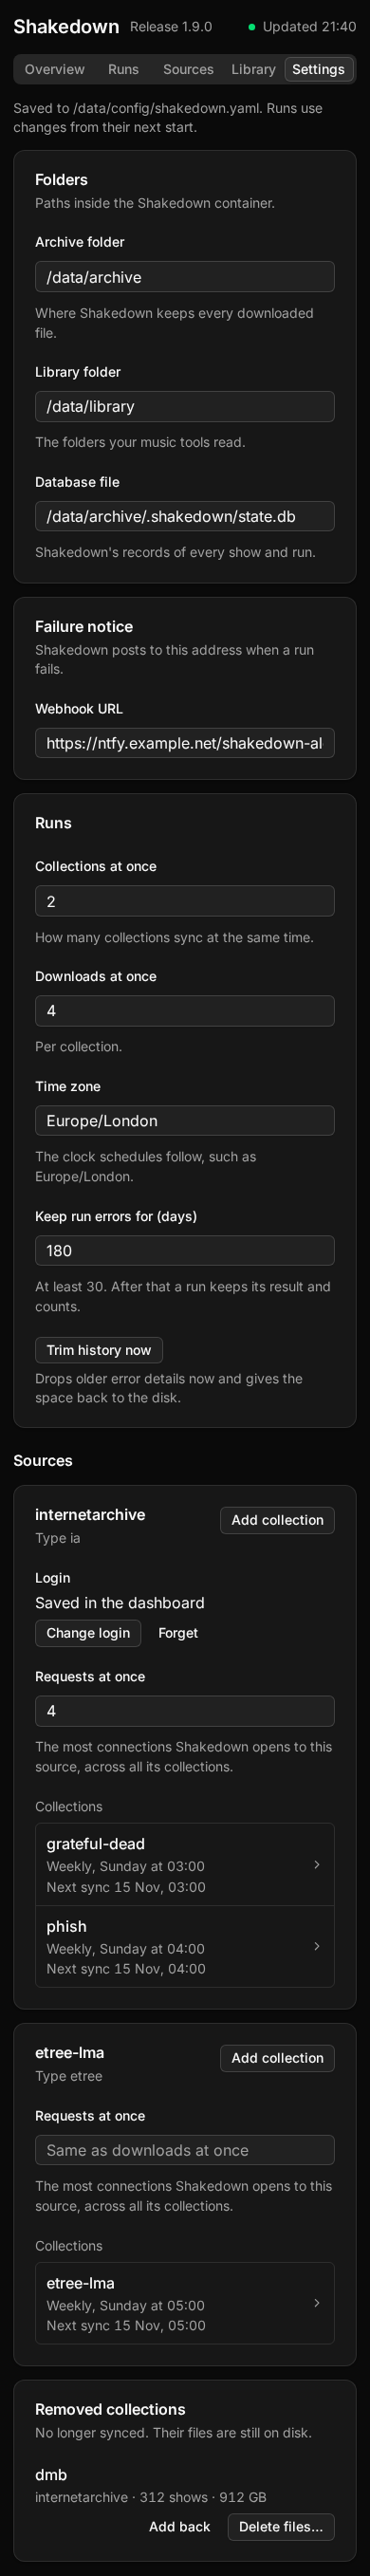 Shakedown Release 1.9.0 Updated 21:40
Overview Runs Sources Library Settings
Saved to /data/config/shakedown.yaml. Runs use
changes from their next start.
Folders
Paths inside the Shakedown container.
Archive folder
/data/archive
Where Shakedown keeps every downloaded
file.
Library folder
/data/library
The folders your music tools read.
Database file
/data/archive/.shakedown/state.db
Shakedown's records of every show and run.
Failure notice
Shakedown posts to this address when a run
fails.
Webhook URL
https://ntfy.example.net/shakedown-al
Runs
Collections at once
2
How many collections sync at the same time.
Downloads at once
4
Per collection.
Time zone
Europe/London
The clock schedules follow, such as
Europe/London.
Keep run errors for (days)
180
At least 30. After that a run keeps its result and
counts.
Trim history now
Drops older error details now and gives the
space back to the disk.
Sources
internetarchive Add collection
Type ia
Login
Saved in the dashboard
Change login Forget
Requests at once
4
The most connections Shakedown opens to this
source, across all its collections.
Collections
grateful-dead
Weekly, Sunday at 03:00
Next sync 15 Nov, 03:00
phish
Weekly, Sunday at 04:00
Next sync 15 Nov, 04:00
etree-lma Add collection
Type etree
Requests at once
Same as downloads at once
The most connections Shakedown opens to this
source, across all its collections.
Collections
etree-lma
Weekly, Sunday at 05:00
Next sync 15 Nov, 05:00
Removed collections
No longer synced. Their files are still on disk.
dmb
internetarchive · 312 shows · 912 GB
Add back Delete files...